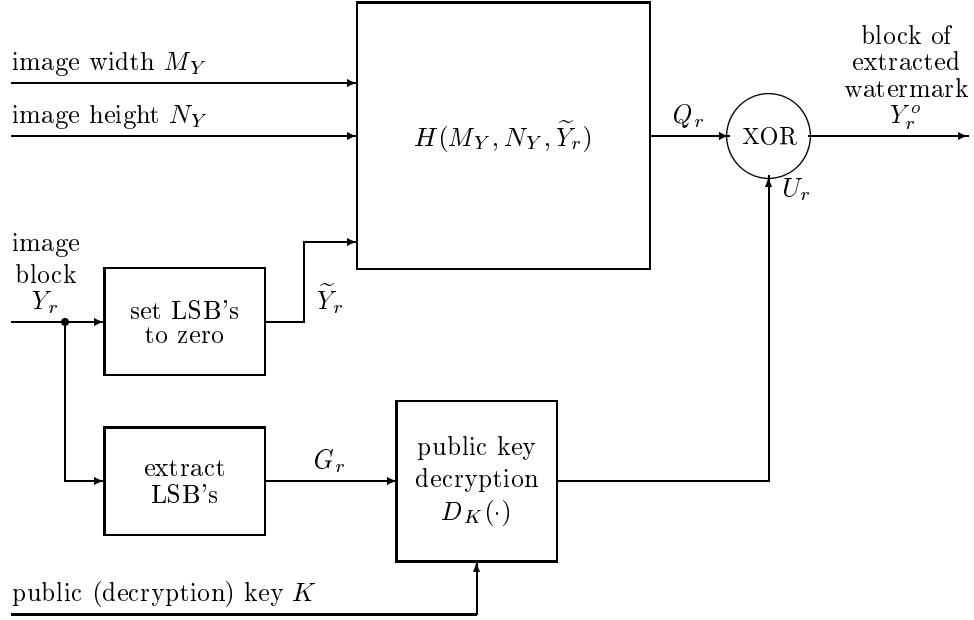 image width M_Y
image height N_Y
H(M_Y, N_Y, Ỹ_r)
Q_r
XOR
block of
extracted
watermark
Y_r^o
U_r
image
block
Y_r
set LSB's
to zero
Ỹ_r
extract
LSB's
G_r
public key
decryption
D_K(·)
public (decryption) key K